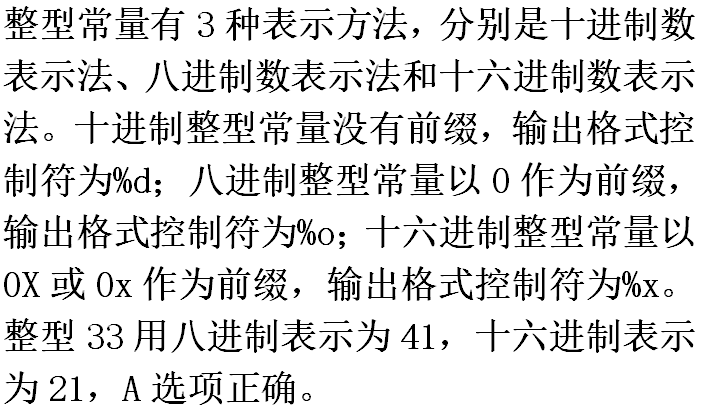 整型常量有 3 种表示方法，分别是十进制数
表示法、八进制数表示法和十六进制数表示
法。十进制整型常量没有前缀，输出格式控
制符为%d；八进制整型常量以 0 作为前缀，
输出格式控制符为%o；十六进制整型常量以
0X 或 0x 作为前缀，输出格式控制符为%x。
整型 33 用八进制表示为 41，十六进制表示
为 21，A 选项正确。